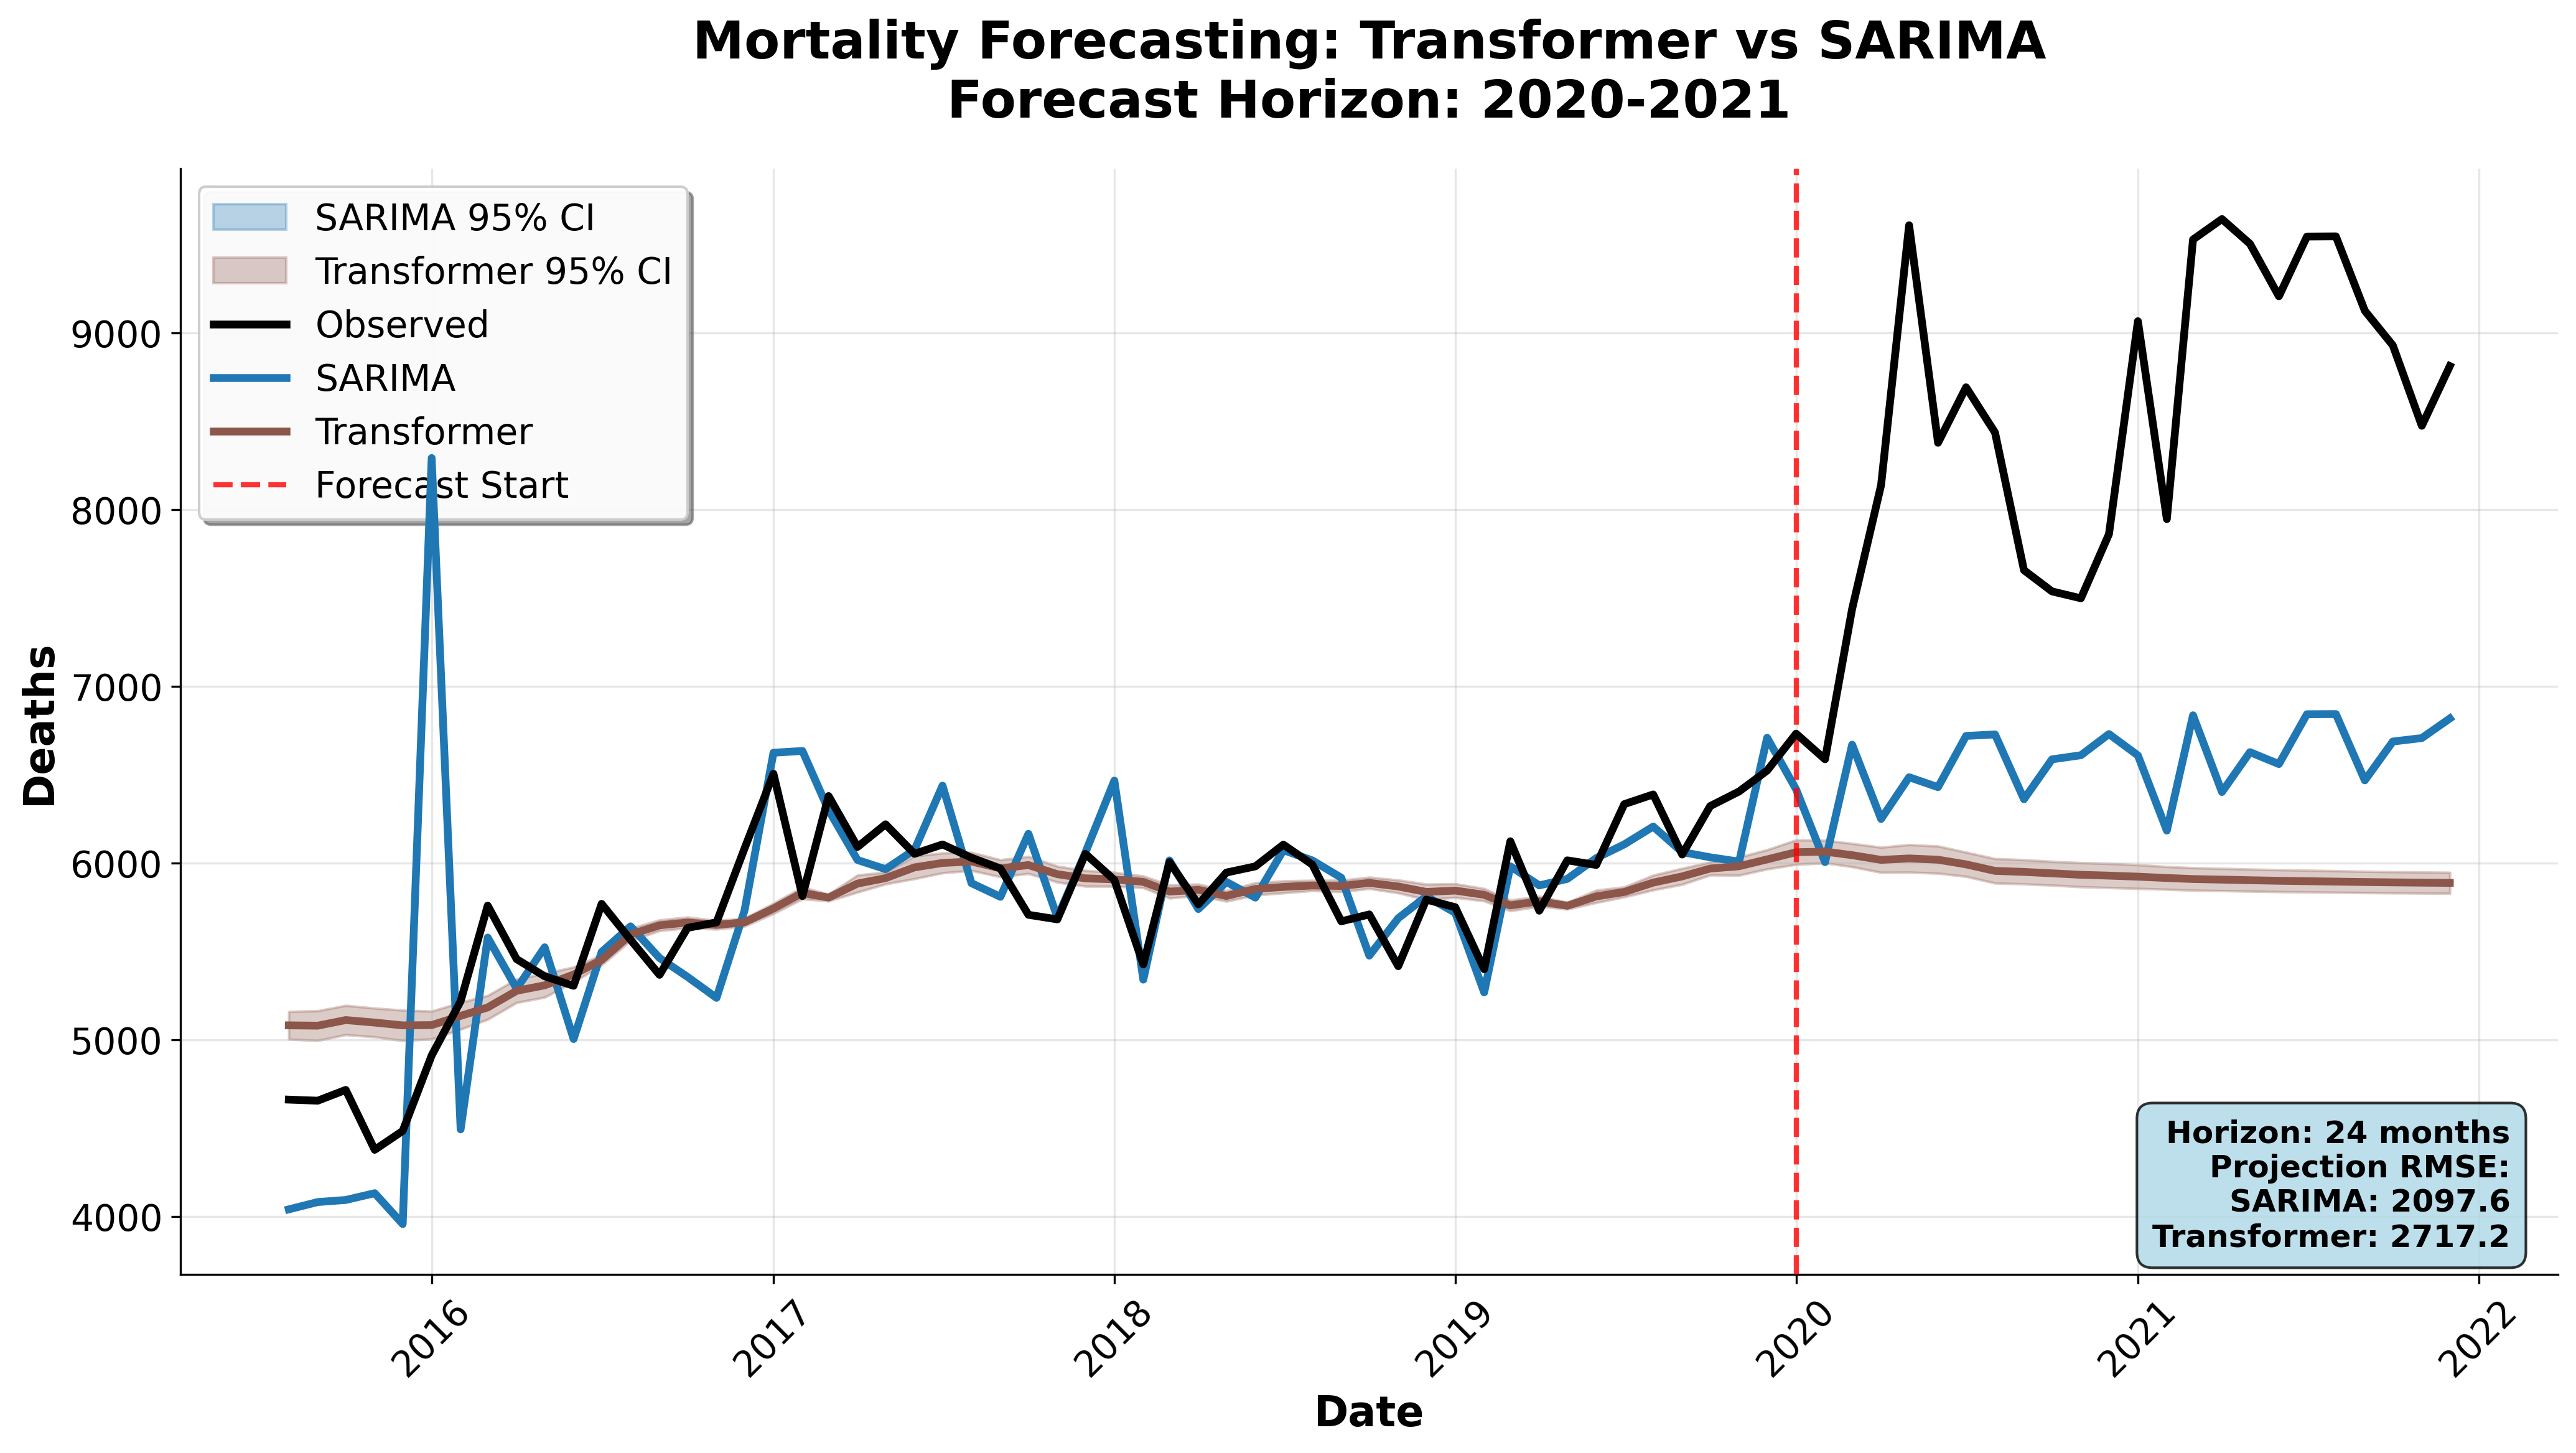 Mortality Forecasting: Transformer vs SARIMA
Forecast Horizon: 2020-2021
SARIMA 95% CI
Transformer 95% CI
Observed
SARIMA
Transformer
Forecast Start
Deaths
9000
8000
7000
6000
5000
4000
Horizon: 24 months
Projection RMSE:
SARIMA: 2097.6
Transformer: 2717.2
2016
2017
2018
2019
2020
2021
2022
Date